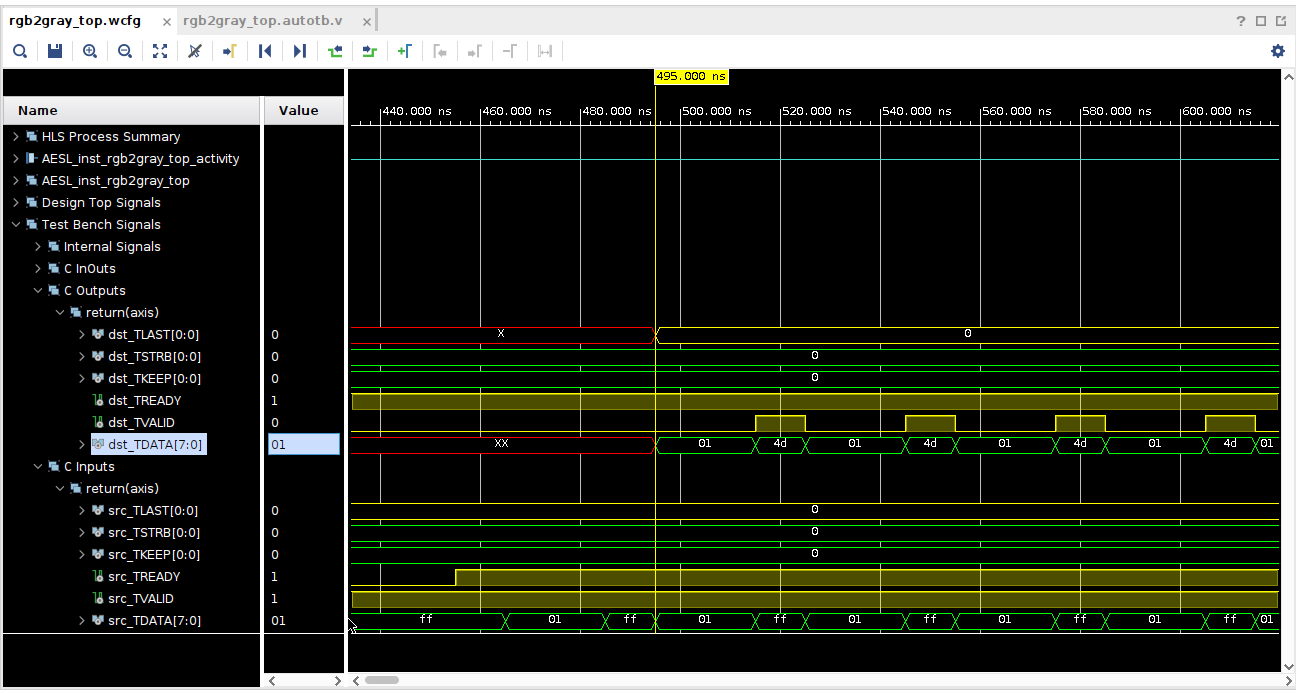 rgb2gray_top.wcfg × rgb2gray_top.autotb.v ×
?
495.000 ns
440.000 ns 460.000 ns 480.000 ns 500.000 ns 520.000 ns 540.000 ns 560.000 ns 580.000 ns 600.000 ns
Name Value
HLS Process Summary
AESL_inst_rgb2gray_top_activity
AESL_inst_rgb2gray_top
Design Top Signals
Test Bench Signals
Internal Signals
C InOuts
C Outputs
return(axis)
dst_TLAST[0:0] 0 X 0
dst_TSTRB[0:0] 0 0
dst_TKEEP[0:0] 0 0
dst_TREADY 1
dst_TVALID 0
dst_TDATA[7:0] 01 XX 01 4d 01 4d 01 4d 01 4d 01
C Inputs
return(axis)
src_TLAST[0:0] 0 0
src_TSTRB[0:0] 0 0
src_TKEEP[0:0] 0 0
src_TREADY 1
src_TVALID 1
src_TDATA[7:0] 01 ff 01 ff 01 ff 01 ff 01 ff 01 ff 01